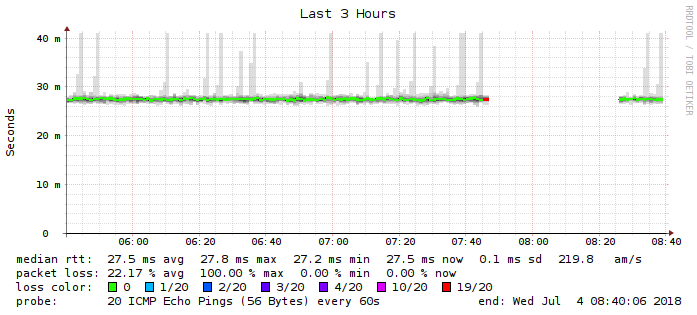 Last 3 Hours
RRDTOOL / TOBI OETIKER
Seconds
40 m
30 m
20 m
10 m
0
06:00 06:20 06:40 07:00 07:20 07:40 08:00 08:20 08:40
median rtt: 27.5 ms avg 27.8 ms max 27.2 ms min 27.5 ms now 0.1 ms sd 219.8 am/s
packet loss: 22.17 % avg 100.00 % max 0.00 % min 0.00 % now
loss color: 0 1/20 2/20 3/20 4/20 10/20 19/20
probe: 20 ICMP Echo Pings (56 Bytes) every 60s end: Wed Jul 4 08:40:06 2018